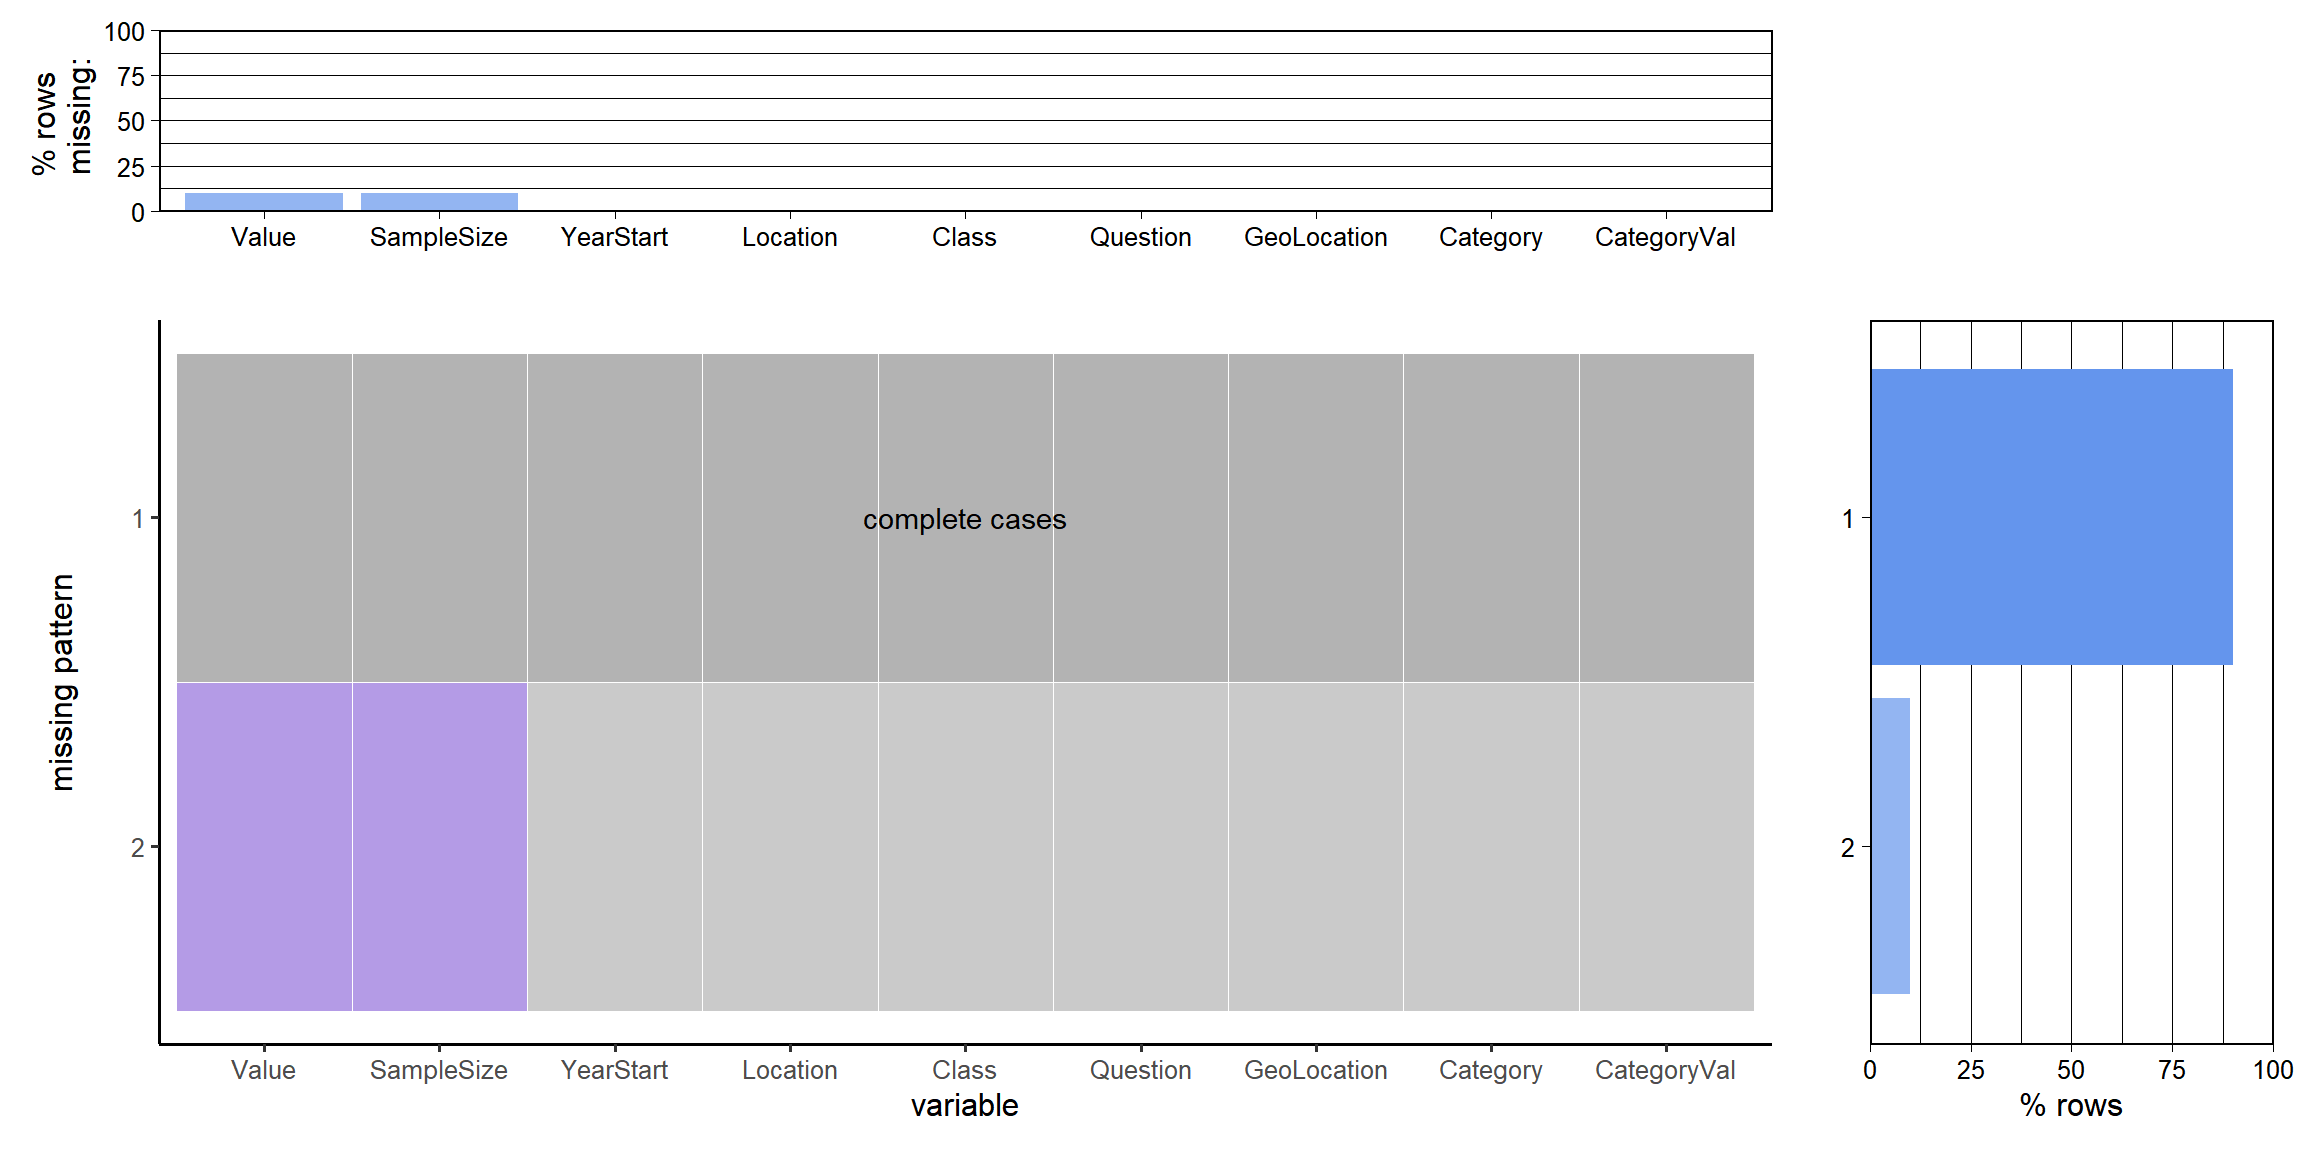 % rows
missing:
100
75
50
25
0
Value SampleSize YearStart Location Class Question GeoLocation Category CategoryVal
missing pattern
1
2
complete cases
Value SampleSize YearStart Location Class Question GeoLocation Category CategoryVal
variable
1
2
0 25 50 75 100
% rows